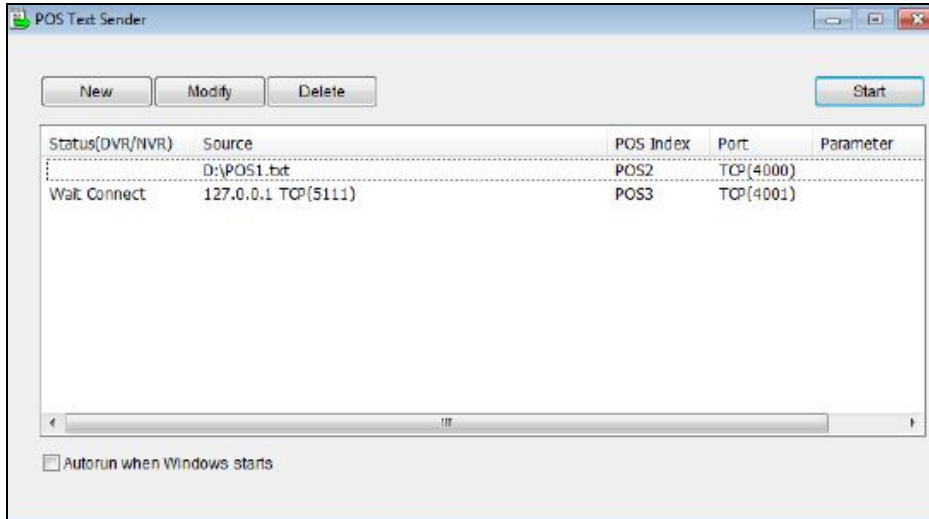 POS Text Sender
New Modify Delete Start
Status(DVR/NVR) Source POS Index Port Parameter
D:\POS1.txt POS2 TCP(4000)
Wait Connect 127.0.0.1 TCP(5111) POS3 TCP(4001)
Autorun when Windows starts